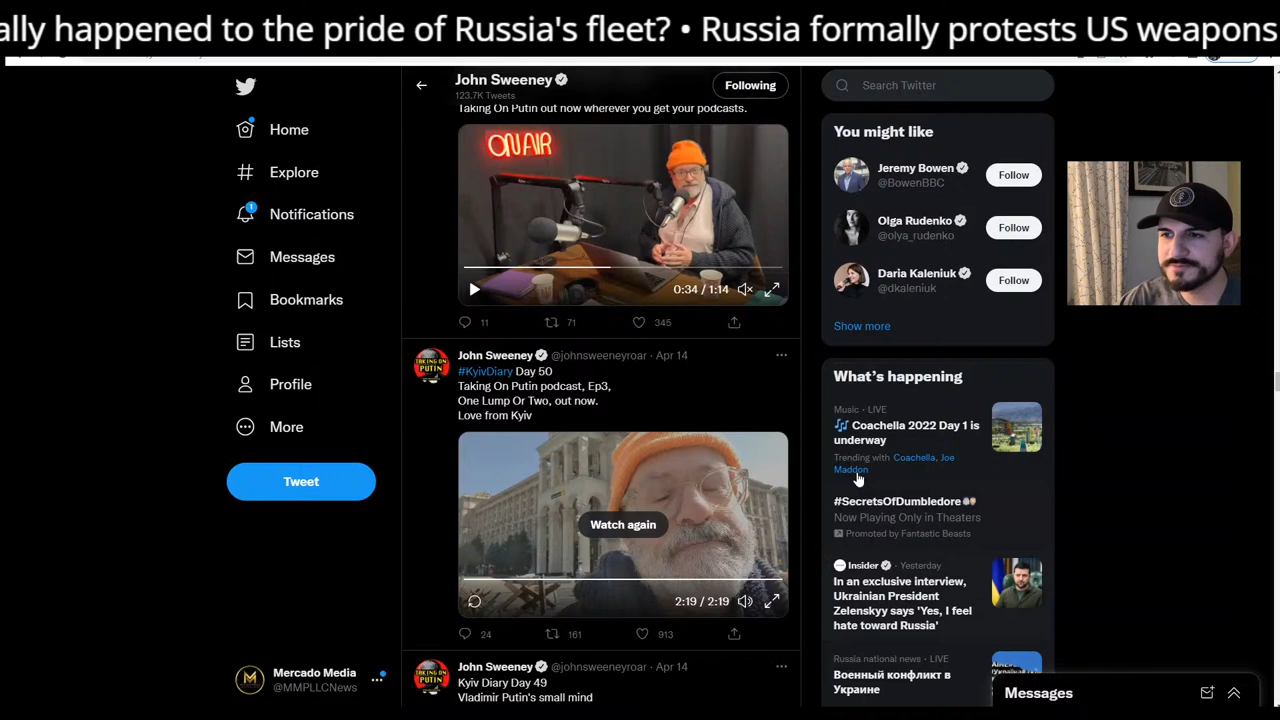 ally happened to the pride of Russia's fleet? • Russia formally protests US weapons
John Sweeney
123.7K Tweets
Following
Search Twitter
Home
Explore
1
Notifications
Messages
Bookmarks
Lists
Profile
More
Tweet
Mercado Media
@MMPLLCNews
Taking On Putin out now wherever you get your podcasts.
ON AIR
0:34 / 1:14
11
71
345
John Sweeney @johnsweeneyroar · Apr 14
#KyivDiary Day 50
Taking On Putin podcast, Ep3,
One Lump Or Two, out now.
Love from Kyiv
Watch again
2:19 / 2:19
24
161
913
John Sweeney @johnsweeneyroar · Apr 14
Kyiv Diary Day 49
Vladimir Putin's small mind
You might like
Jeremy Bowen
@BowenBBC
Follow
Olga Rudenko
@olya_rudenko
Follow
Daria Kaleniuk
@dkaleniuk
Follow
Show more
What's happening
Music · LIVE
Coachella 2022 Day 1 is
underway
Trending with Coachella, Joe
Maddon
#SecretsOfDumbledore
Now Playing Only in Theaters
Promoted by Fantastic Beasts
Insider · Yesterday
In an exclusive interview,
Ukrainian President
Zelenskyy says 'Yes, I feel
hate toward Russia'
Russia national news · LIVE
Военный конфликт в
Украине
Messages